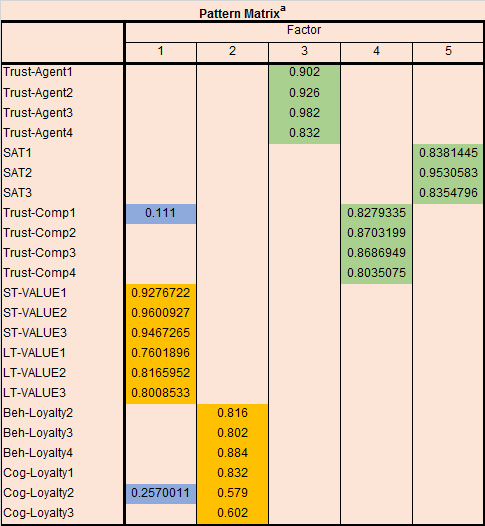 Pattern Matrixa
Factor
1 2 3 4 5
Trust-Agent1 0.902
Trust-Agent2 0.926
Trust-Agent3 0.982
Trust-Agent4 0.832
SAT1 0.8381445
SAT2 0.9530583
SAT3 0.8354796
Trust-Comp1 0.111 0.8279335
Trust-Comp2 0.8703199
Trust-Comp3 0.8686949
Trust-Comp4 0.8035075
ST-VALUE1 0.9276722
ST-VALUE2 0.9600927
ST-VALUE3 0.9467265
LT-VALUE1 0.7601896
LT-VALUE2 0.8165952
LT-VALUE3 0.8008533
Beh-Loyalty2 0.816
Beh-Loyalty3 0.802
Beh-Loyalty4 0.884
Cog-Loyalty1 0.832
Cog-Loyalty2 0.2570011 0.579
Cog-Loyalty3 0.602